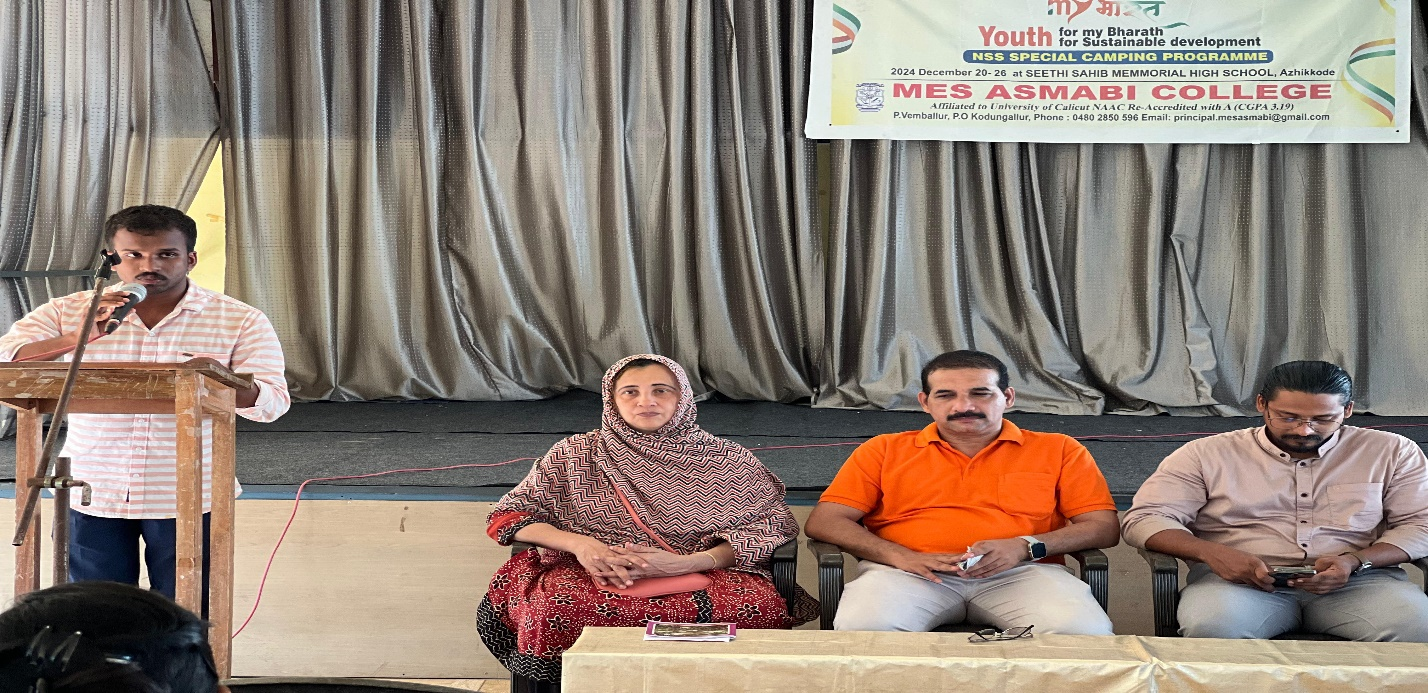 my भारत
Youth for my Bharath
for Sustainable development
NSS SPECIAL CAMPING PROGRAMME
2024 December 20- 26 at SEETHI SAHIB MEMMORIAL HIGH SCHOOL, Azhikkode
MES ASMABI COLLEGE
Affiliated to University of Calicut NAAC Re-Accredited with A (CGPA 3.19)
P.Vemballur, P.O Kodungallur, Phone : 0480 2850 596 Email: principal.mesasmabi@gmail.com